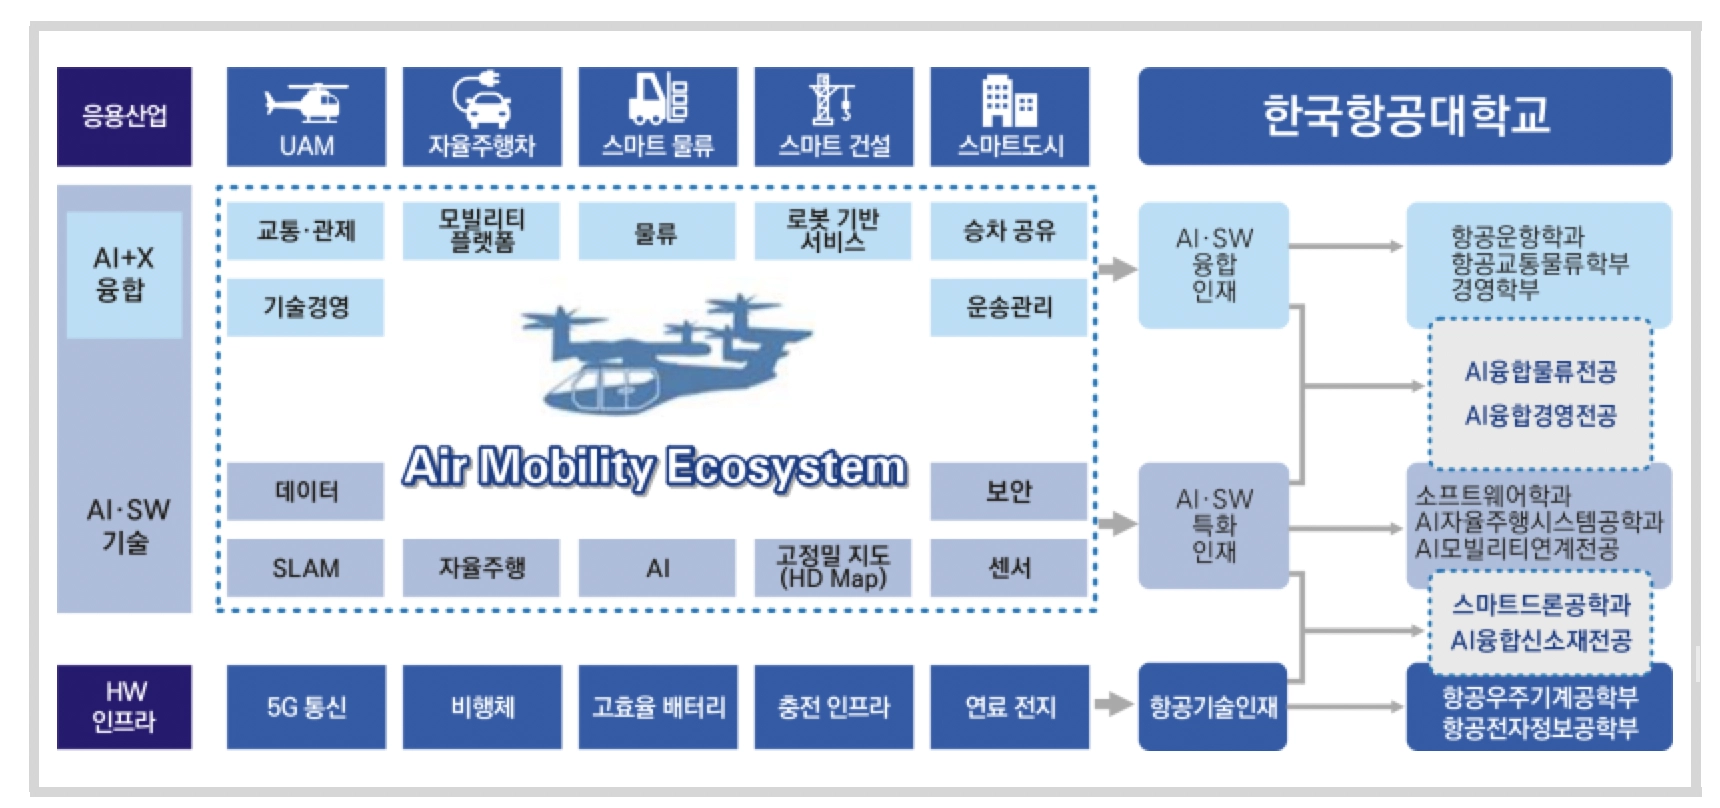 응용산업
UAM
자율주행차
스마트 물류
스마트 건설
스마트도시
한국항공대학교
AI+X
융합
교통·관제
모빌리티
플랫폼
물류
로봇 기반
서비스
승차 공유
기술경영
운송관리
AI·SW
융합
인재
항공운항학과
항공교통물류학부
경영학부
AI융합물류전공
AI융합경영전공
Air Mobility Ecosystem
AI·SW
기술
데이터
보안
SLAM
자율주행
AI
고정밀 지도
(HD Map)
센서
AI·SW
특화
인재
소프트웨어학과
AI자율주행시스템공학과
AI모빌리티연계전공
스마트드론공학과
AI융합신소재전공
HW
인프라
5G 통신
비행체
고효율 배터리
충전 인프라
연료 전지
항공기술인재
항공우주기계공학부
항공전자정보공학부